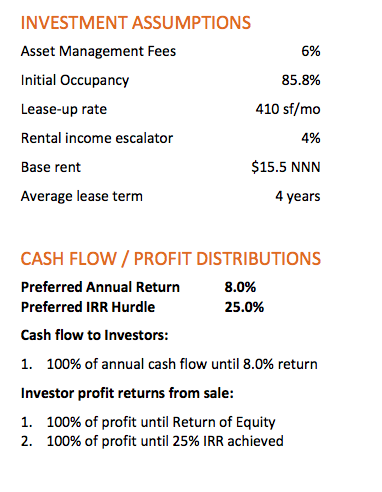 INVESTMENT ASSUMPTIONS
Asset Management Fees 6%
Initial Occupancy 85.8%
Lease-up rate 410 sf/mo
Rental income escalator 4%
Base rent $15.5 NNN
Average lease term 4 years
CASH FLOW / PROFIT DISTRIBUTIONS
Preferred Annual Return 8.0%
Preferred IRR Hurdle 25.0%
Cash flow to Investors:
1. 100% of annual cash flow until 8.0% return
Investor profit returns from sale:
1. 100% of profit until Return of Equity
2. 100% of profit until 25% IRR achieved